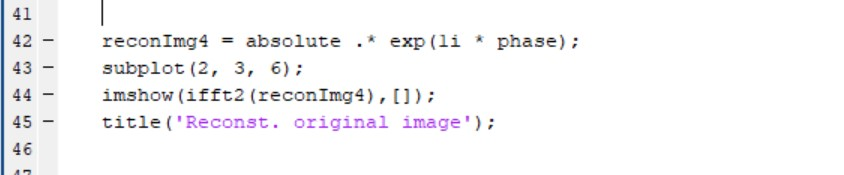 41
42 – reconImg4 = absolute .* exp(1i * phase);
43 – subplot(2, 3, 6);
44 – imshow(ifft2(reconImg4),[]);
45 – title('Reconst. original image');
46
47